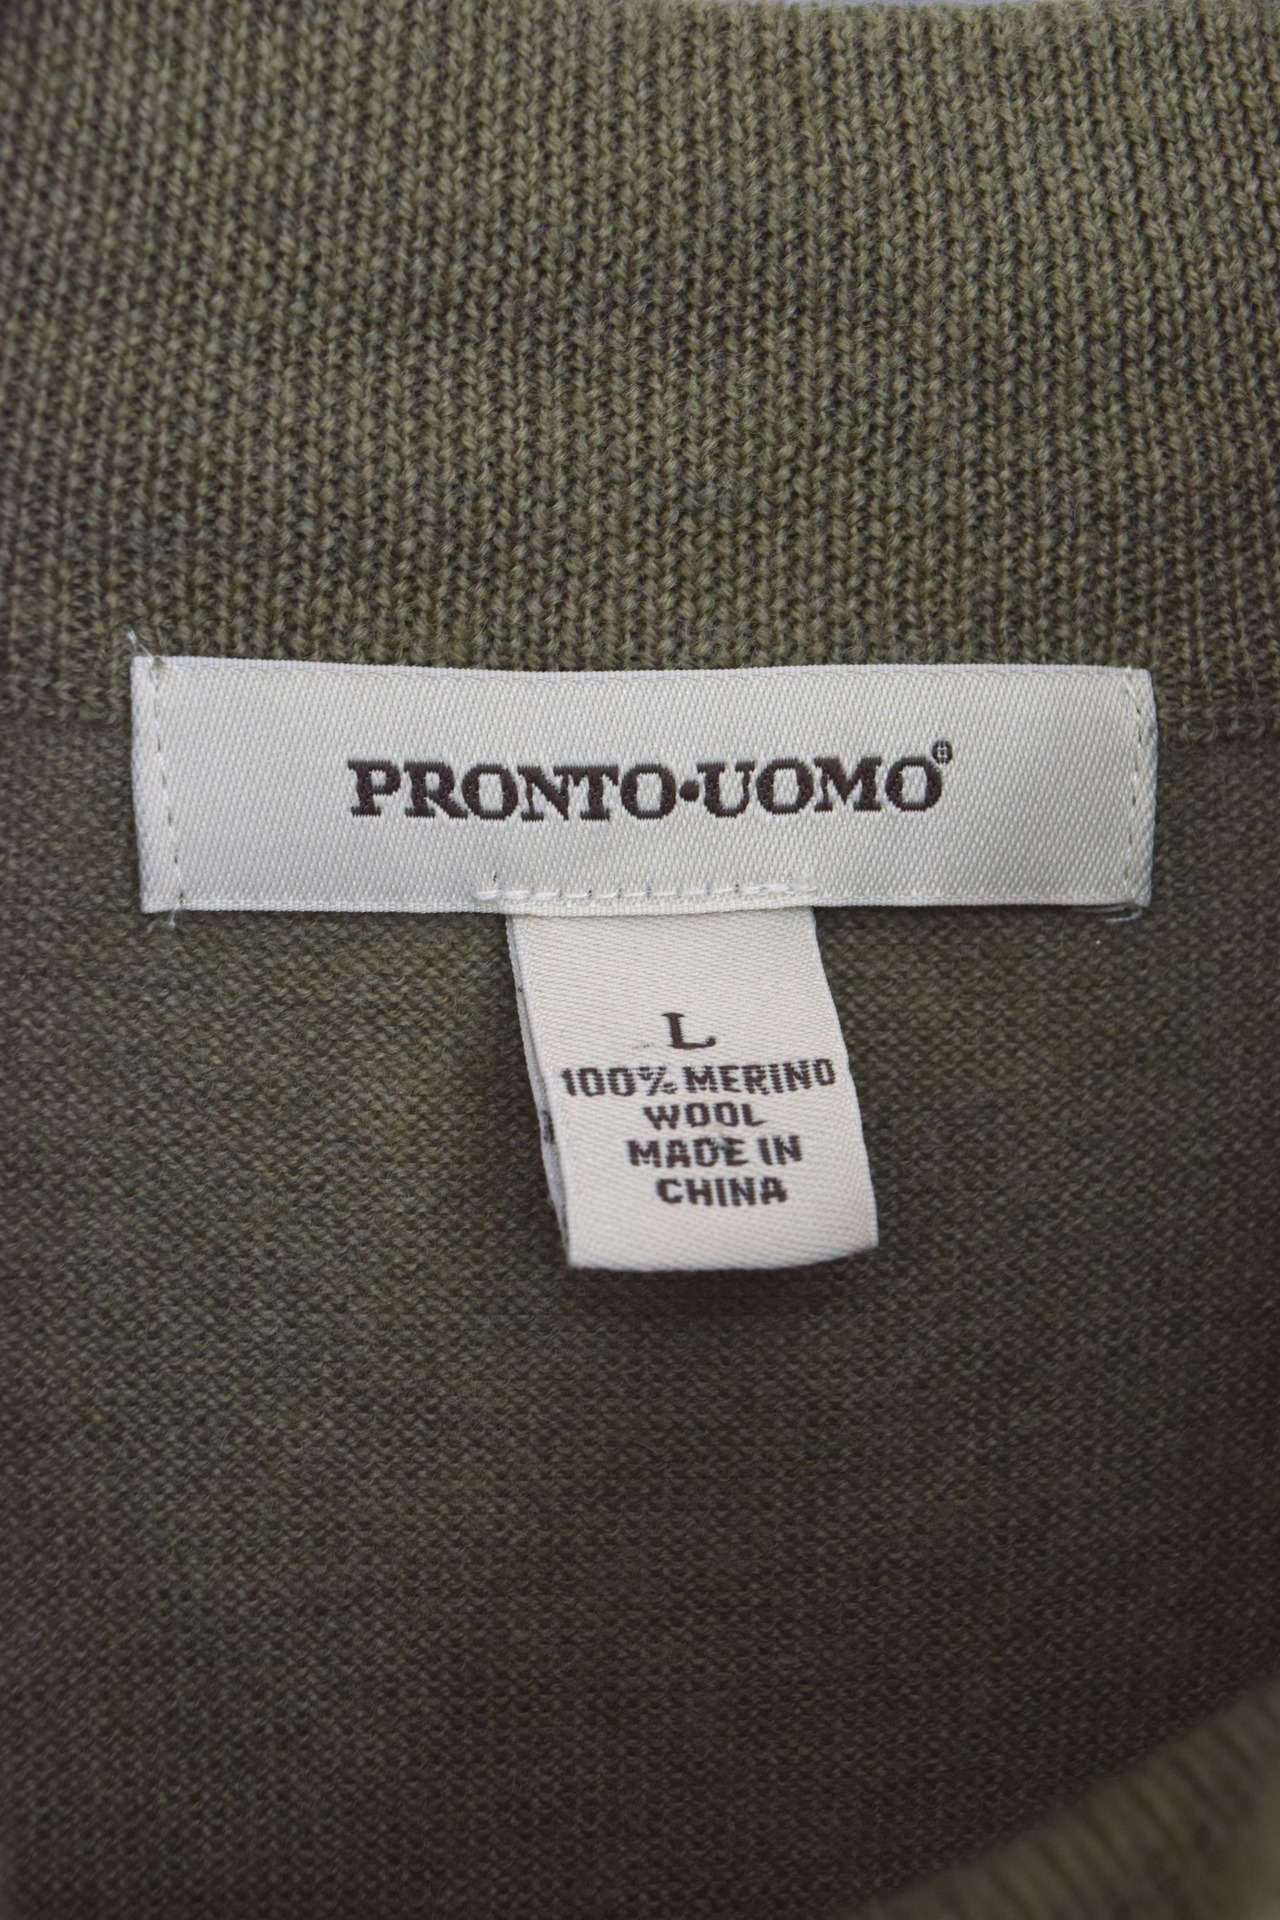 PRONTO•UOMO®
L
100% MERINO
WOOL
MADE IN
CHINA